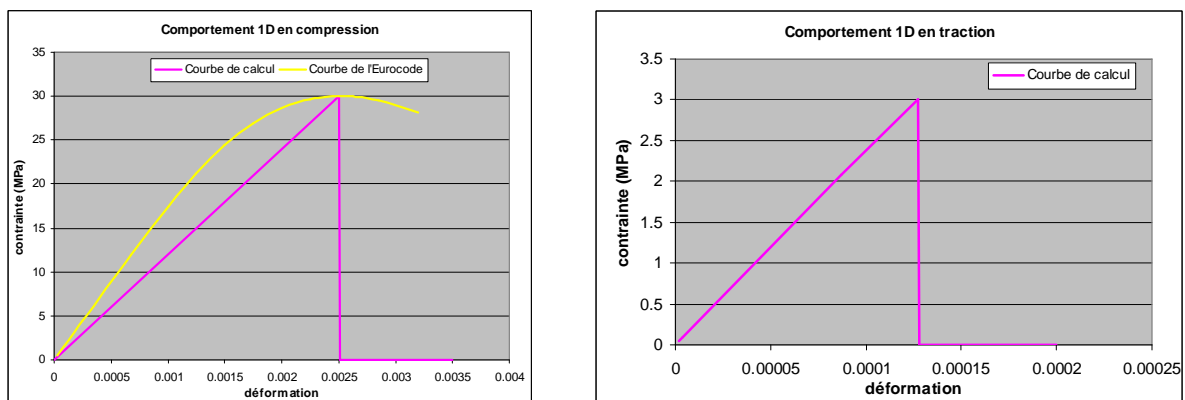 Comportement 1D en compression
35
Courbe de calcul Courbe de l'Eurocode
30
25
20
15
10
5
0
contrainte (MPa)
0 0.0005 0.001 0.0015 0.002 0.0025 0.003 0.0035 0.004
déformation
Comportement 1D en traction
3.5
Courbe de calcul
3
2.5
2
1.5
1
0.5
0
contrainte (MPa)
0 0.00005 0.0001 0.00015 0.0002 0.00025
déformation